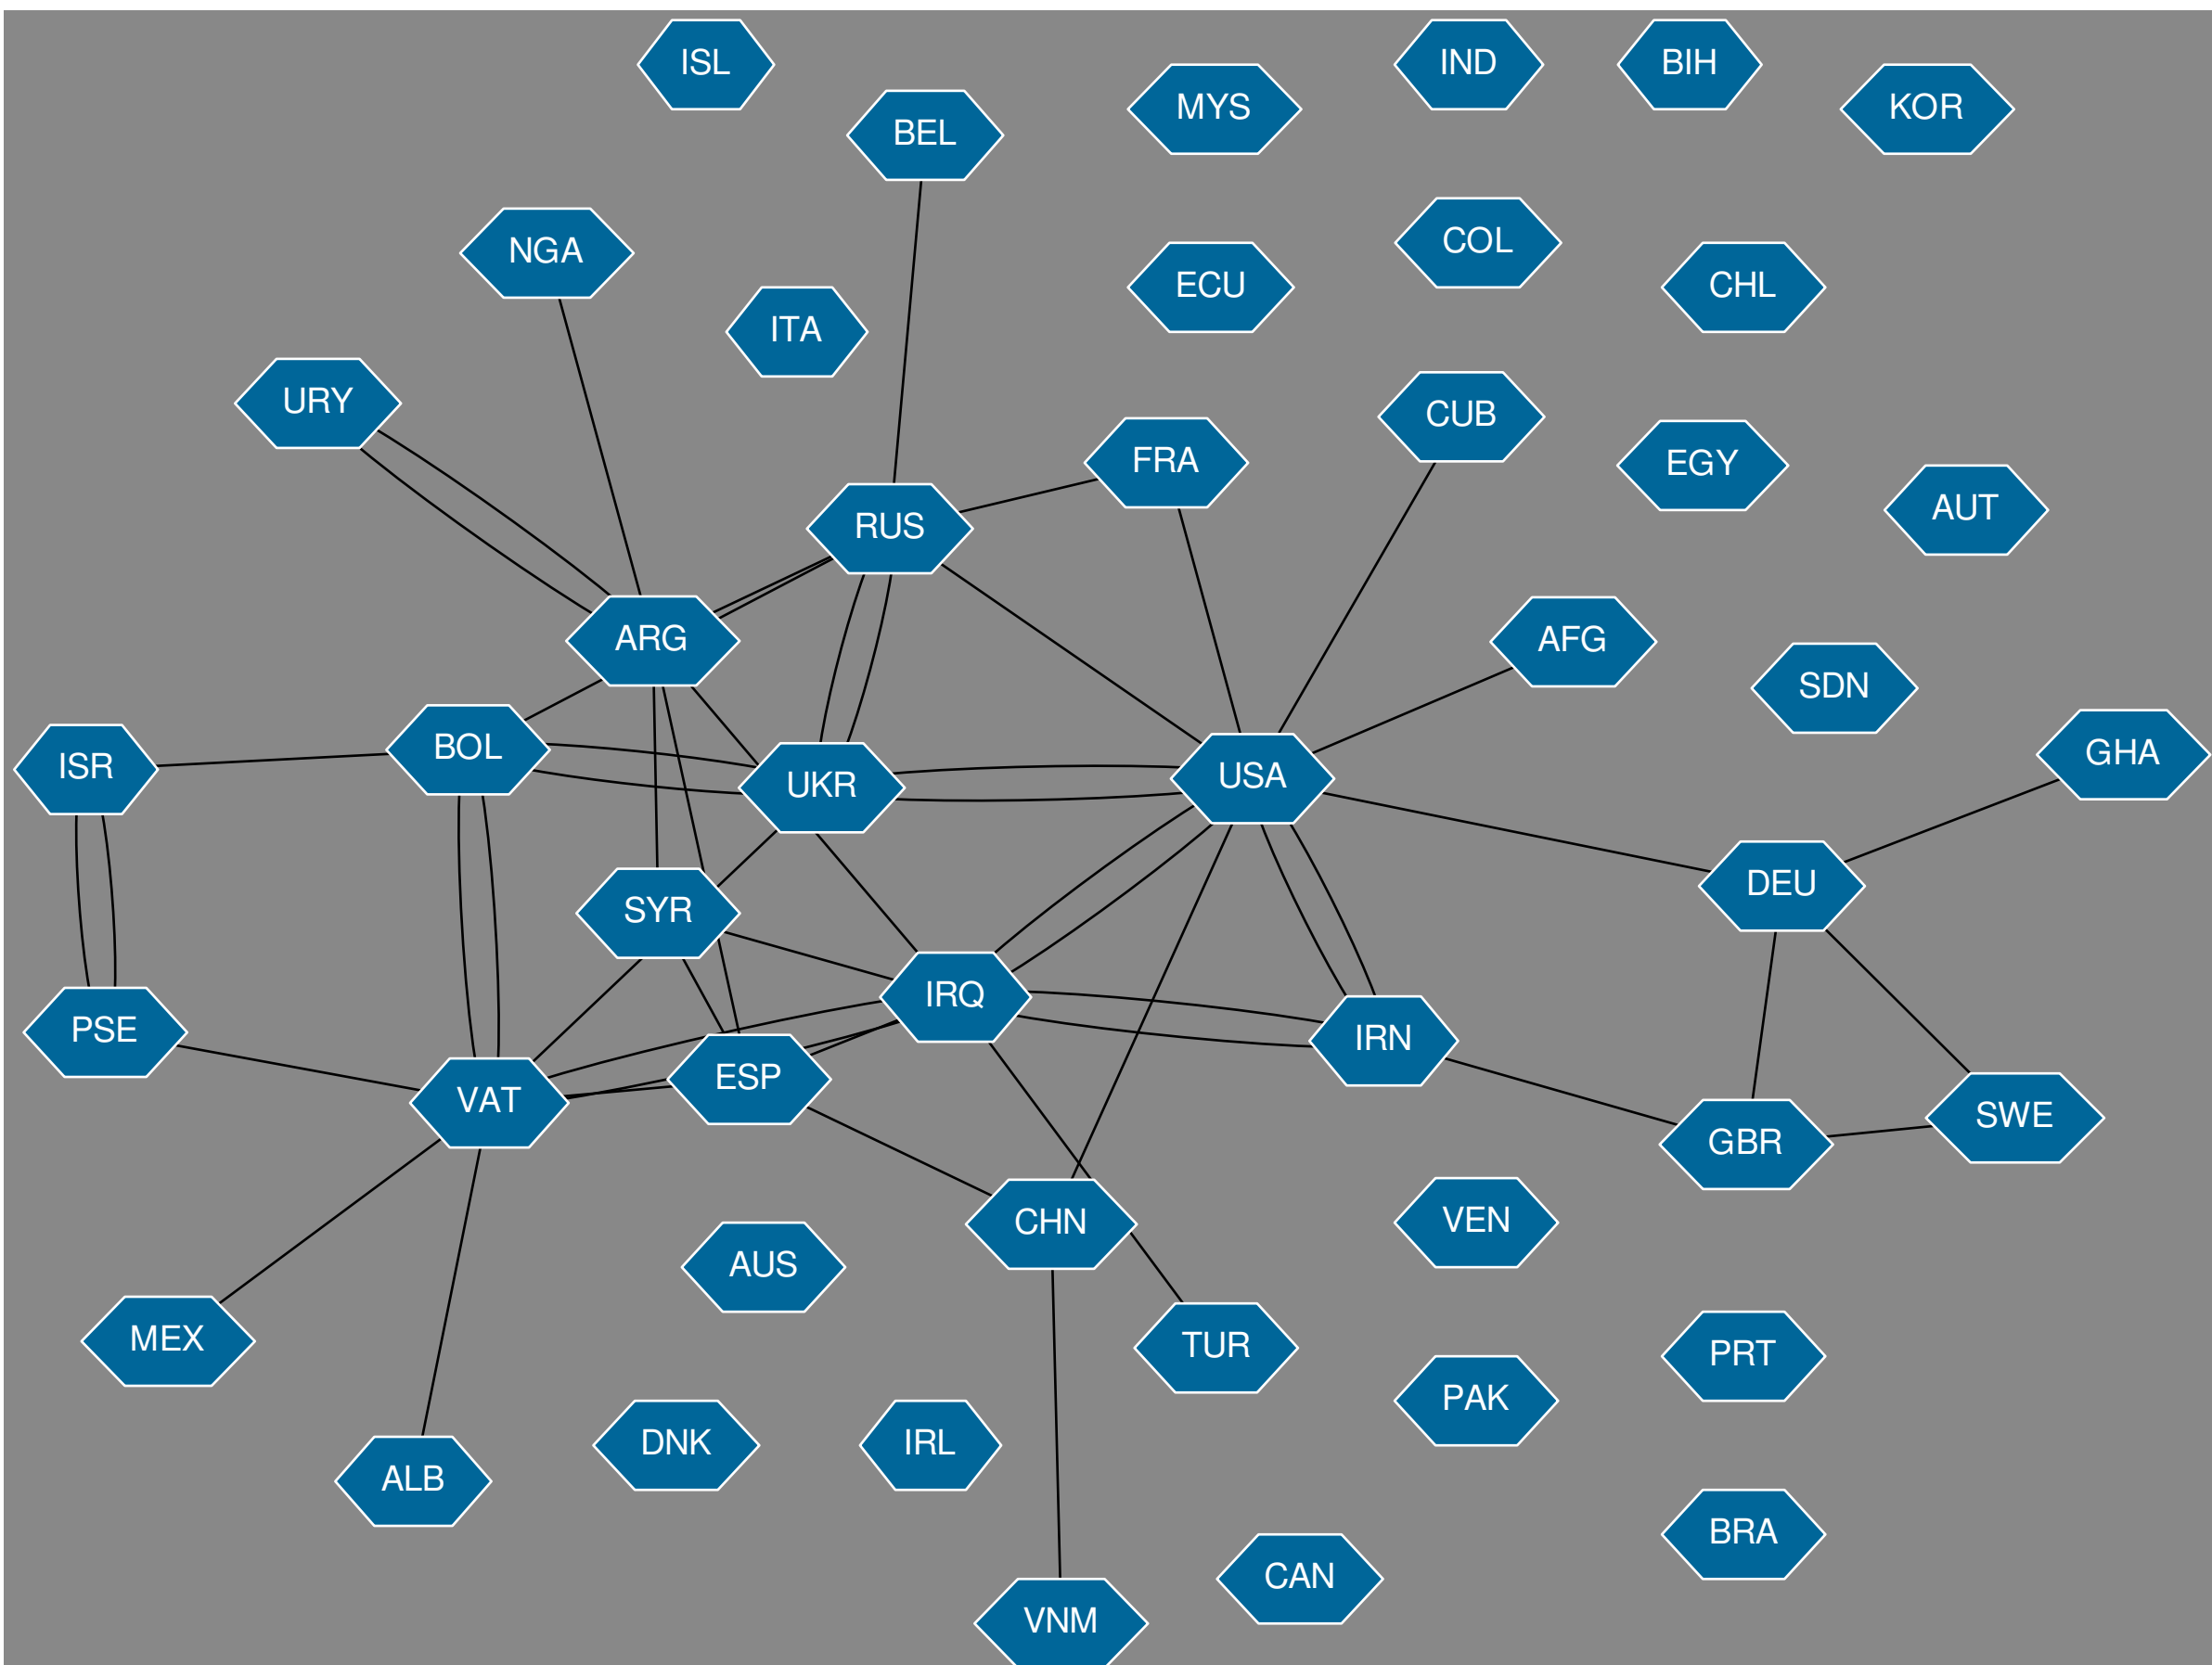 ISL
IND
BIH
MYS
KOR
BEL
NGA
COL
ECU
CHL
ITA
URY
CUB
FRA
EGY
AUT
RUS
ARG
AFG
SDN
BOL
GHA
ISR
USA
UKR
DEU
SYR
IRQ
PSE
IRN
ESP
VAT
SWE
GBR
VEN
CHN
AUS
MEX
TUR
PRT
PAK
DNK
IRL
ALB
BRA
CAN
VNM